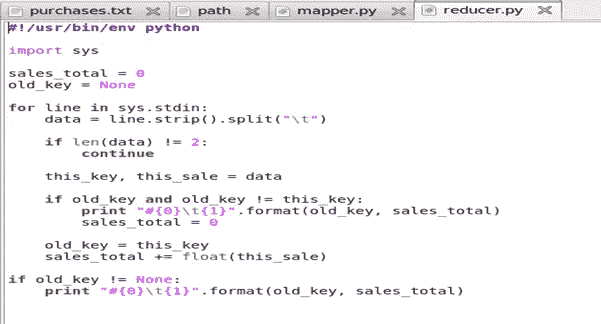 purchases.txt path mapper.py reducer.py
#!/usr/bin/env python
import sys
sales_total = 0
old_key = None
for line in sys.stdin:
    data = line.strip().split("\t")
    if len(data) != 2:
        continue
    this_key, this_sale = data
    if old_key and old_key != this_key:
        print "#{0}\t{1}".format(old_key, sales_total)
        sales_total = 0
    old_key = this_key
    sales_total += float(this_sale)
if old_key != None:
    print "#{0}\t{1}".format(old_key, sales_total)